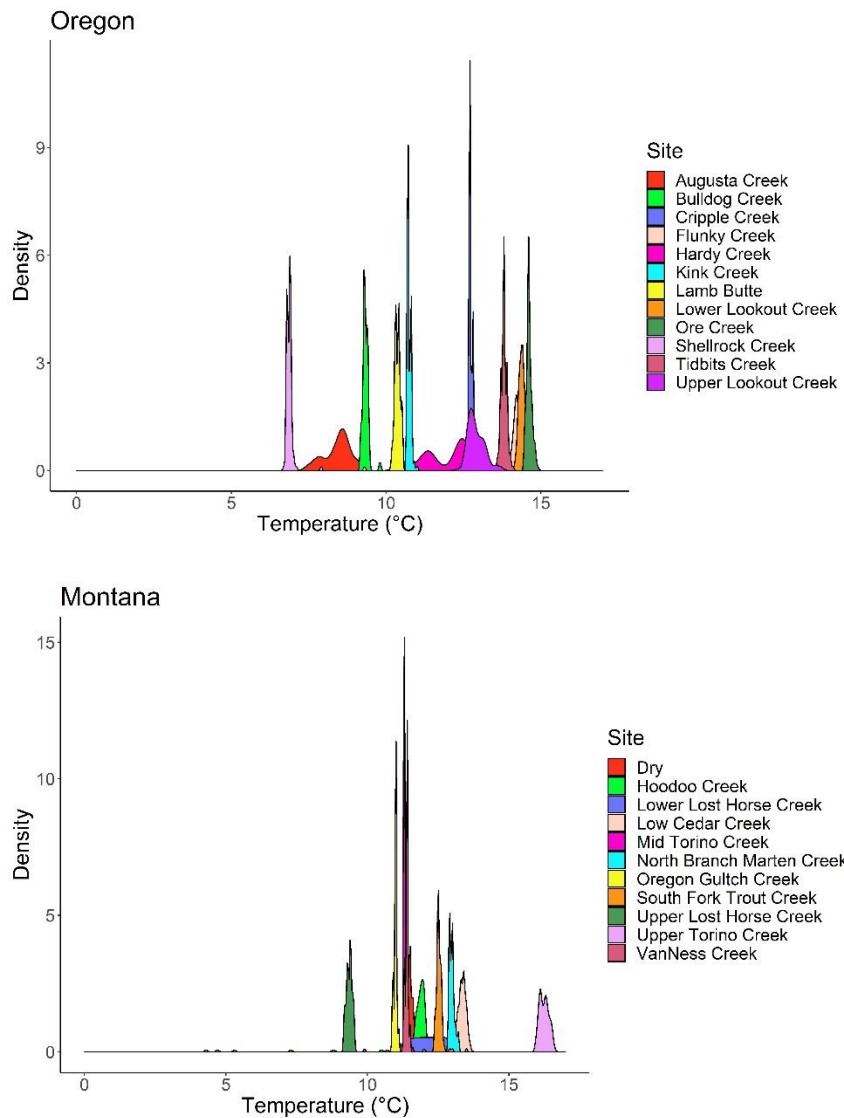 Oregon
9
6
3
0
Density
0
5
10
15
Temperature (°C)
Site
Augusta Creek
Bulldog Creek
Cripple Creek
Flunky Creek
Hardy Creek
Kink Creek
Lamb Butte
Lower Lookout Creek
Ore Creek
Shellrock Creek
Tidbits Creek
Upper Lookout Creek
Montana
15
10
5
0
Density
0
5
10
15
Temperature (°C)
Site
Dry
Hoodoo Creek
Lower Lost Horse Creek
Low Cedar Creek
Mid Torino Creek
North Branch Marten Creek
Oregon Gultch Creek
South Fork Trout Creek
Upper Lost Horse Creek
Upper Torino Creek
VanNess Creek